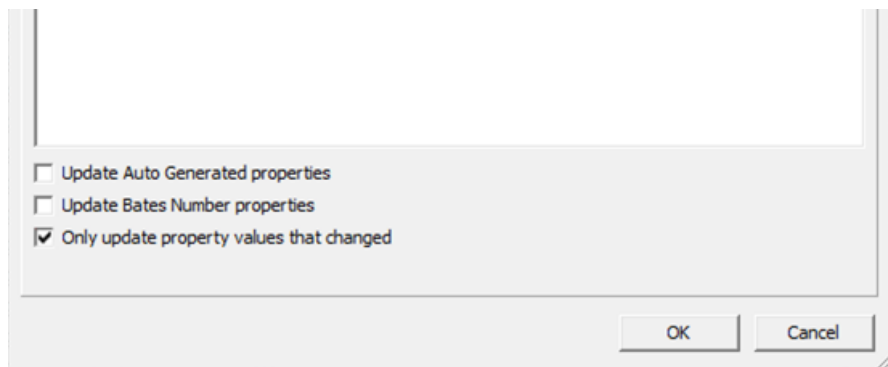 Update Auto Generated properties
Update Bates Number properties
Only update property values that changed
OK Cancel